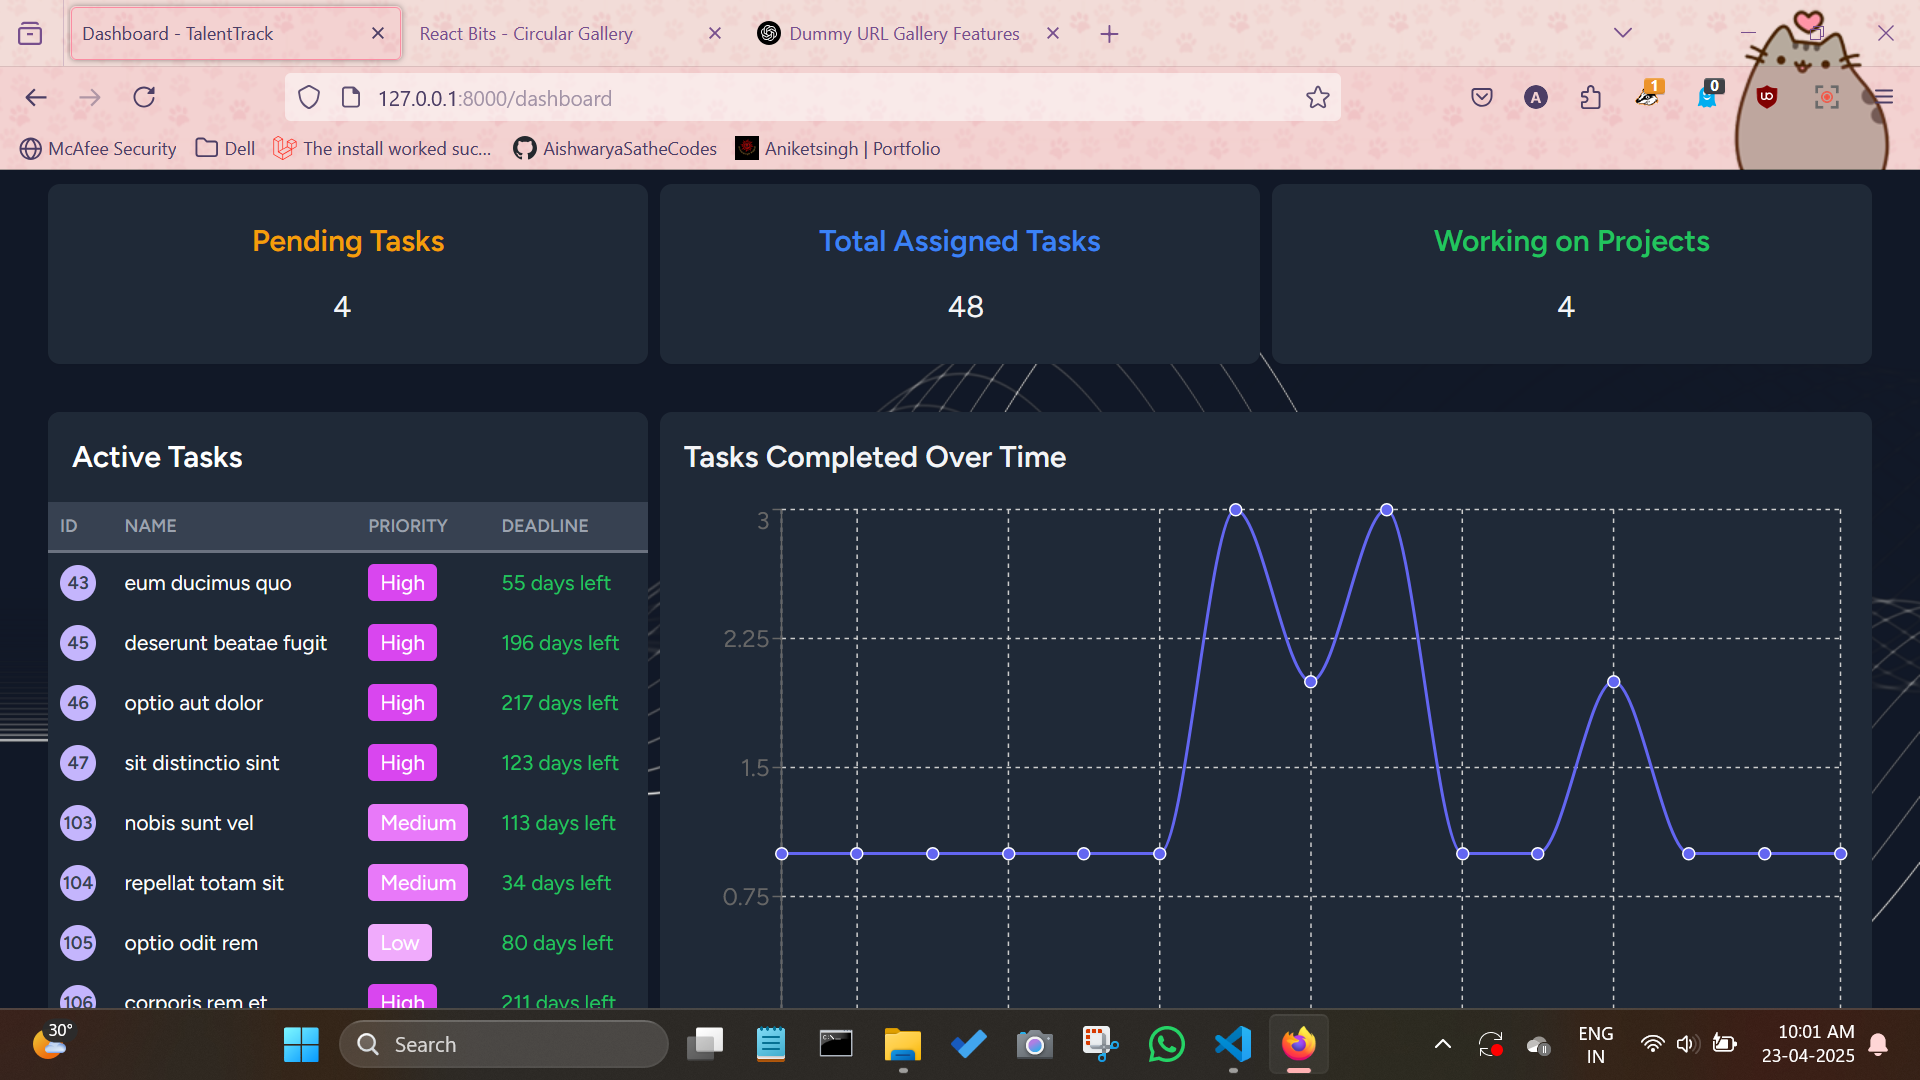 Dashboard - TalentTrack
React Bits - Circular Gallery
Dummy URL Gallery Features
127.0.0.1:8000/dashboard
A
1
0
McAfee Security
Dell
The install worked suc...
AishwaryaSatheCodes
Aniketsingh | Portfolio
Pending Tasks
4
Total Assigned Tasks
48
Working on Projects
4
Active Tasks
ID NAME PRIORITY DEADLINE
43 eum ducimus quo High 55 days left
45 deserunt beatae fugit High 196 days left
46 optio aut dolor High 217 days left
47 sit distinctio sint High 123 days left
103 nobis sunt vel Medium 113 days left
104 repellat totam sit Medium 34 days left
105 optio odit rem Low 80 days left
106 corporis rem et High 211 days left
Tasks Completed Over Time
3
2.25
1.5
0.75
30°
Search
ENG
IN
10:01 AM
23-04-2025